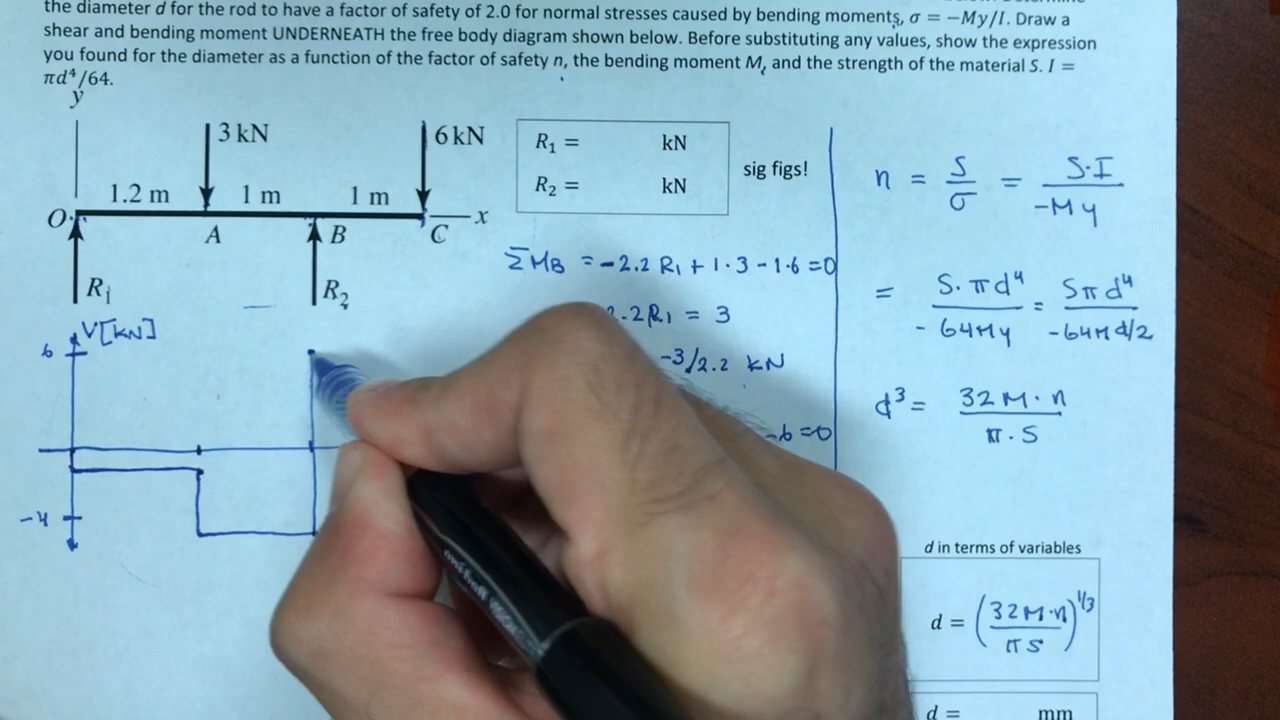 the diameter d for the rod to have a factor of safety of 2.0 for normal stresses caused by bending moments, σ = −My/I. Draw a
shear and bending moment UNDERNEATH the free body diagram shown below. Before substituting any values, show the expression
you found for the diameter as a function of the factor of safety n, the bending moment M, and the strength of the material S. I =
πd⁴/64.
y
3 kN
6 kN
1.2 m
1 m
1 m
O
A
B
C
x
R₁
R₂
R₁ = kN
R₂ = kN
sig figs!
ΣMB = -2.2 R₁ + 1·3 - 1·6 = 0
2.2R₁ = 3
-3/2.2 kN
-6=0
V[kN]
6
-4
n = S/σ = S·I/-My
= S·πd⁴/-64My = Sπd⁴/-64Md/2
d³ = 32M·n/π·S
d in terms of variables
d = (32M·n/πS)^1/3
d = mm